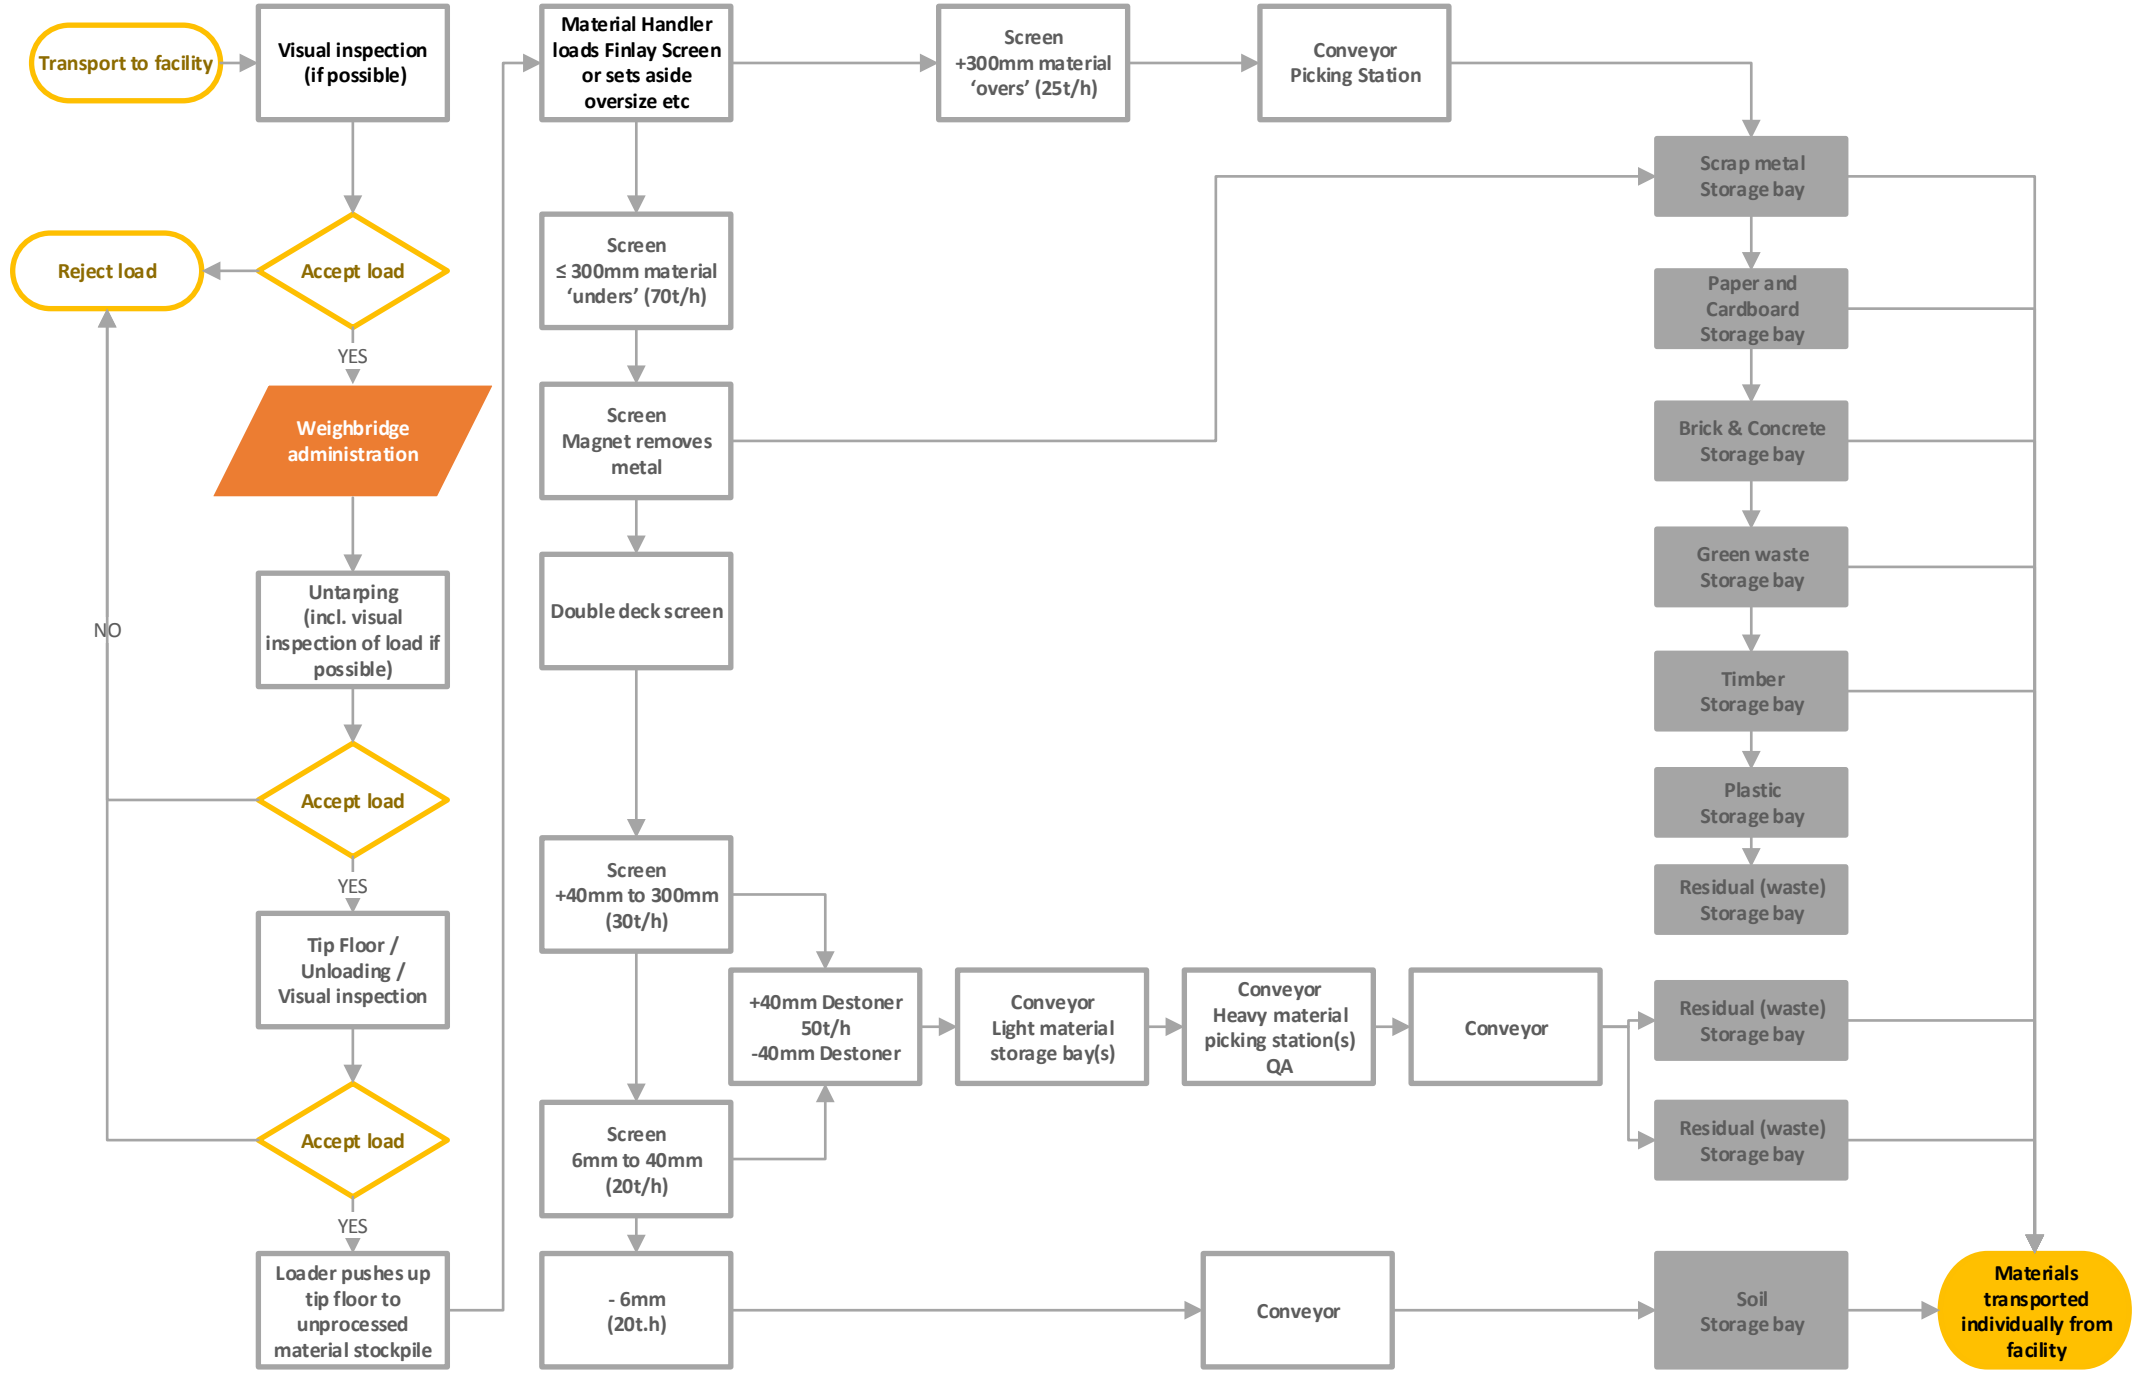 Transport to facility
Visual inspection
(if possible)
Accept load
Reject load
YES
Weighbridge
administration
Untarping
(incl. visual
inspection of load if
possible)
NO
Accept load
YES
Tip Floor /
Unloading /
Visual inspection
Accept load
YES
Loader pushes up
tip floor to
unprocessed
material stockpile
Material Handler
loads Finlay Screen
or sets aside
oversize etc
Screen
≤ 300mm material
‘unders’ (70t/h)
Screen
Magnet removes
metal
Double deck screen
Screen
+40mm to 300mm
(30t/h)
Screen
6mm to 40mm
(20t/h)
- 6mm
(20t.h)
Screen
+300mm material
‘overs’ (25t/h)
Conveyor
Picking Station
+40mm Destoner
50t/h
-40mm Destoner
Conveyor
Light material
storage bay(s)
Conveyor
Heavy material
picking station(s)
QA
Conveyor
Conveyor
Scrap metal
Storage bay
Paper and
Cardboard
Storage bay
Brick & Concrete
Storage bay
Green waste
Storage bay
Timber
Storage bay
Plastic
Storage bay
Residual (waste)
Storage bay
Residual (waste)
Storage bay
Residual (waste)
Storage bay
Soil
Storage bay
Materials
transported
individually from
facility